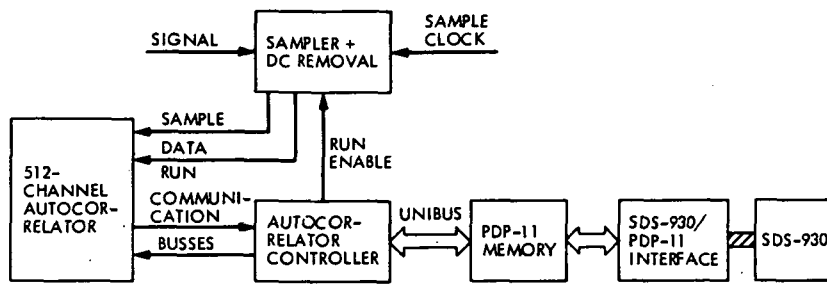 SIGNAL
SAMPLER +
DC REMOVAL
SAMPLE
CLOCK
SAMPLE
DATA
RUN
RUN
ENABLE
512-
CHANNEL
AUTOCOR-
RELATOR
COMMUNI-
CATION
BUSSES
AUTOCOR-
RELATOR
CONTROLLER
UNIBUS
PDP-11
MEMORY
SDS-930/
PDP-11
INTERFACE
SDS-930